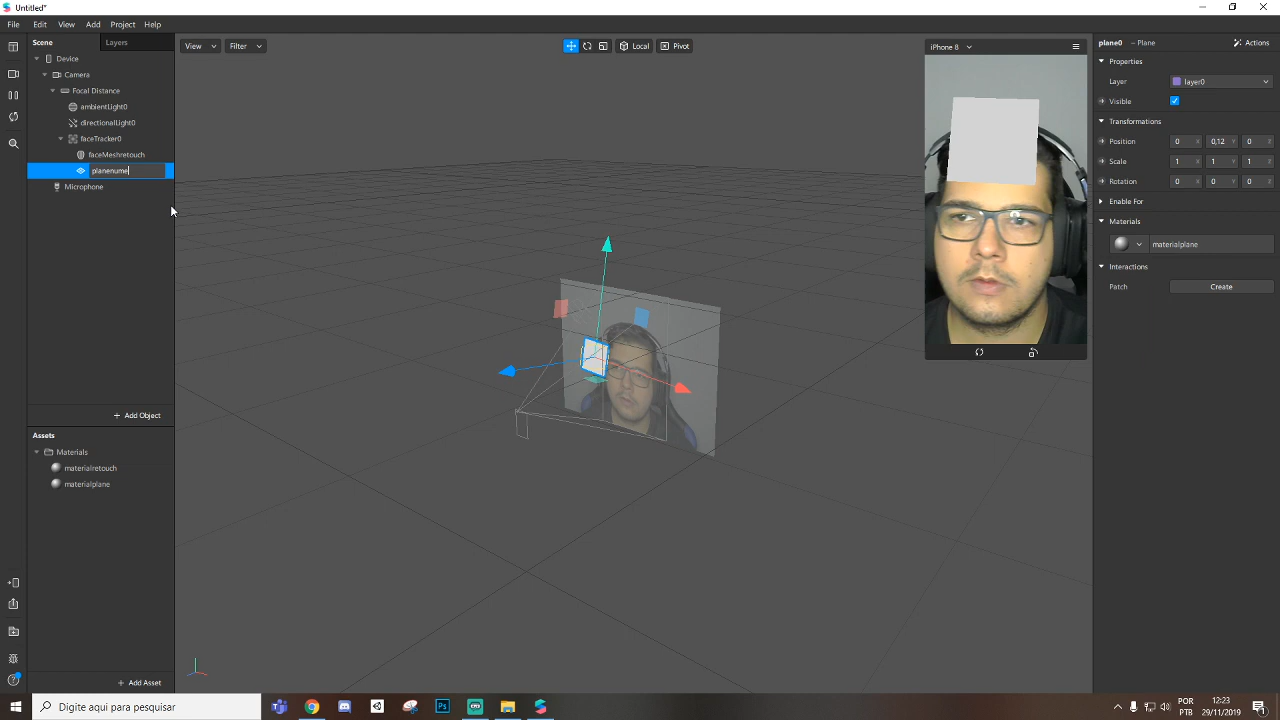 Untitled*
File Edit View Add Project Help
Scene Layers
Device
Camera
Focal Distance
ambientLight0
directionalLight0
faceTracker0
faceMeshretouch
planenume
Microphone
+ Add Object
Assets
Materials
materialretouch
materialplane
+ Add Asset
View Filter Local Pivot
iPhone 8
plane0 – Plane Actions
Properties
Layer layer0
Visible
Transformations
Position 0 X 0,12 Y 0 Z
Scale 1 X 1 Y 1 Z
Rotation 0 X 0 Y 0 Z
Enable For
Materials
materialplane
Interactions
Patch Create
Digite aqui para pesquisar
POR
PTB
12:23
29/11/2019